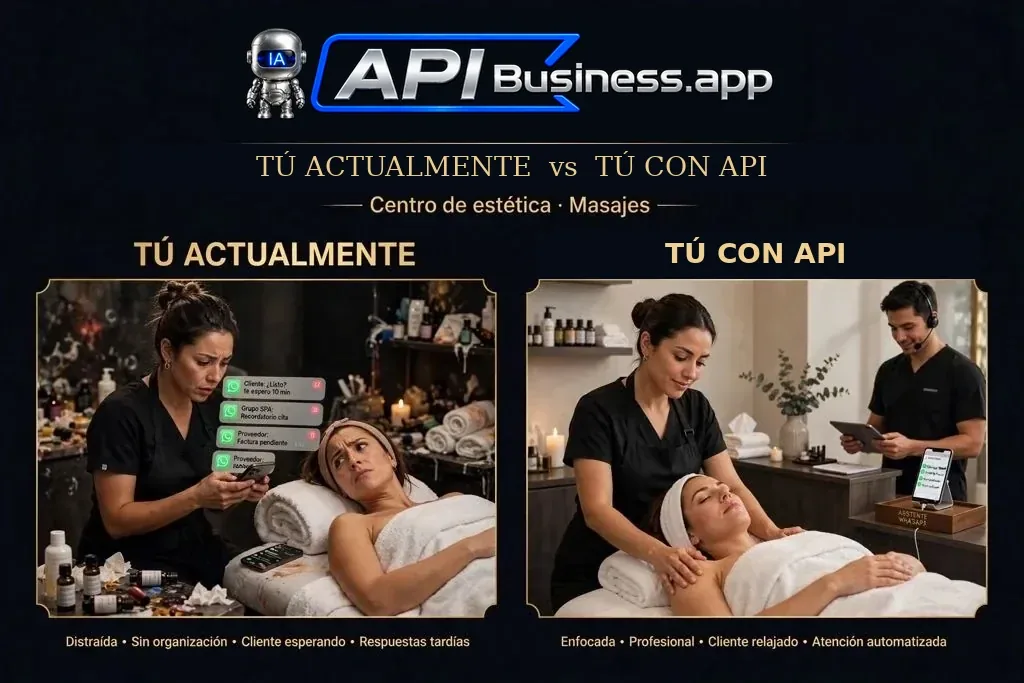 IA
API Business.app
TÚ ACTUALMENTE vs TÚ CON API
Centro de estética · Masajes
TÚ ACTUALMENTE
TÚ CON API
Cliente: ¿Listo?
te espero 10 min
Grupo SPA:
Recordatorio cita
Proveedor:
Factura pendiente
Proveedor:
ASISTENTE
Distraída • Sin organización • Cliente esperando • Respuestas tardías
Enfocada • Profesional • Cliente relajado • Atención automatizada